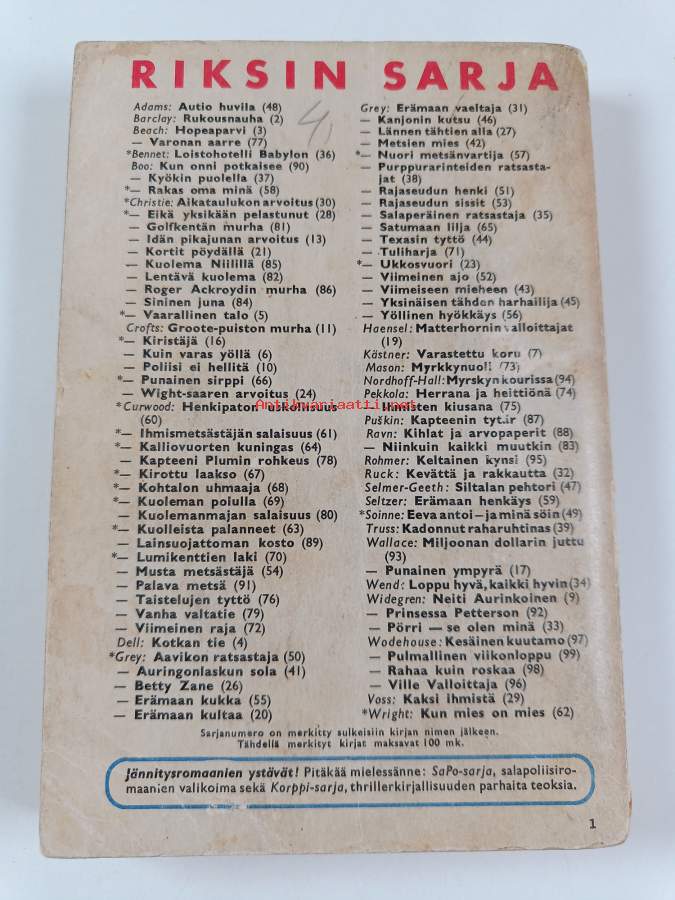 RIKSIN SARJA
Adams: Autio huvila (48)
Barclay: Rukousnauha (2)
Beach: Hopeaparvi (3)
— Varonan aarre (77)
*Bennet: Loistohotelli Babylon (36)
Boo: Kun onni potkaisee (90)
— Kyökin puolella (37)
*— Rakas oma minä (58)
*Christie: Aikataulukon arvoitus (30)
*— Eikä yksikään pelastunut (28)
— Golfkentän murha (81)
— Idän pikajunan arvoitus (13)
— Kortit pöydällä (21)
— Kuolema Niilillä (85)
— Lentävä kuolema (82)
— Roger Ackroydin murha (86)
— Sininen juna (84)
*— Vaarallinen talo (5)
Crofts: Groote-puiston murha (11)
*— Kiristäjä (16)
— Kuin varas yöllä (6)
— Poliisi ei hellitä (10)
*— Punainen sirppi (66)
— Wight-saaren arvoitus (24)
*Curwood: Henkipaton uskollisuus
(60)
*— Ihmismetsästäjän salaisuus (61)
*— Kalliovuorten kuningas (64)
— Kapteeni Plumin rohkeus (78)
*— Kirottu laakso (67)
*— Kohtalon uhmaaja (68)
*— Kuoleman polulla (69)
— Kuolemanmajan salaisuus (80)
*— Kuolleista palanneet (63)
— Lainsuojattoman kosto (89)
*— Lumikenttien laki (70)
— Musta metsästäjä (54)
— Palava metsä (91)
— Taistelujen tyttö (76)
— Vanha valtatie (79)
— Viimeinen raja (72)
Dell: Kotkan tie (4)
*Grey: Aavikon ratsastaja (50)
— Auringonlaskun sola (41)
— Betty Zane (26)
— Erämaan kukka (55)
— Erämaan kultaa (20)
4,
Grey: Erämaan vaeltaja (31)
— Kanjonin kutsu (46)
— Lännen tähtien alla (27)
— Metsien mies (42)
*— Nuori metsänvartija (57)
— Purppurarinteiden ratsasta-
jat (38)
— Rajaseudun henki (51)
— Rajaseudun sissit (53)
— Salaperäinen ratsastaja (35)
— Satumaan lilja (65)
— Texasin tyttö (44)
— Tuliharja (71)
*— Ukkosvuori (23)
— Viimeinen ajo (52)
— Viimeiseen mieheen (43)
— Yksinäisen tähden harhailija (45)
— Yöllinen hyökkäys (56)
Haensel: Matterhornin valloittajat
(19)
Kästner: Varastettu koru (7)
Mason: Myrkkynuoli (73)
Nordhoff-Hall: Myrskyn kourissa (94)
Pekkola: Herrana ja heittiönä (74)
— Ihmisten kiusana (75)
Puškin: Kapteenin tytär (87)
Ravn: Kihlat ja arvopaperit (88)
— Niinkuin kaikki muutkin (83)
Rohmer: Keltainen kynsi (95)
Ruck: Kevättä ja rakkautta (32)
Selmer-Geeth: Siltalan pehtori (47)
Seltzer: Erämaan henkäys (59)
*Soinne: Eeva antoi — ja minä söin (49)
Truss: Kadonnut raharuhtinas (39)
Wallace: Miljoonan dollarin juttu
(93)
— Punainen ympyrä (17)
Wend: Loppu hyvä, kaikki hyvin (34)
Widegren: Neiti Aurinkoinen (9)
— Prinsessa Petterson (92)
— Pörri — se olen minä (33)
Wodehouse: Kesäinen kuutamo (97)
— Pulmallinen viikonloppu (99)
— Rahaa kuin roskaa (98)
— Ville Valloittaja (96)
Voss: Kaksi ihmistä (29)
*Wright: Kun mies on mies (62)
Antikvariaatti.net
Sarjanumero on merkitty sulkeisiin kirjan nimen jälkeen.
Tähdellä merkityt kirjat maksavat 100 mk.
Jännitysromaanien ystävät! Pitäkää mielessänne: SaPo-sarja, salapoliisiro-
maanien valikoima sekä Korppi-sarja, thrillerkirjallisuuden parhaita teoksia.
1